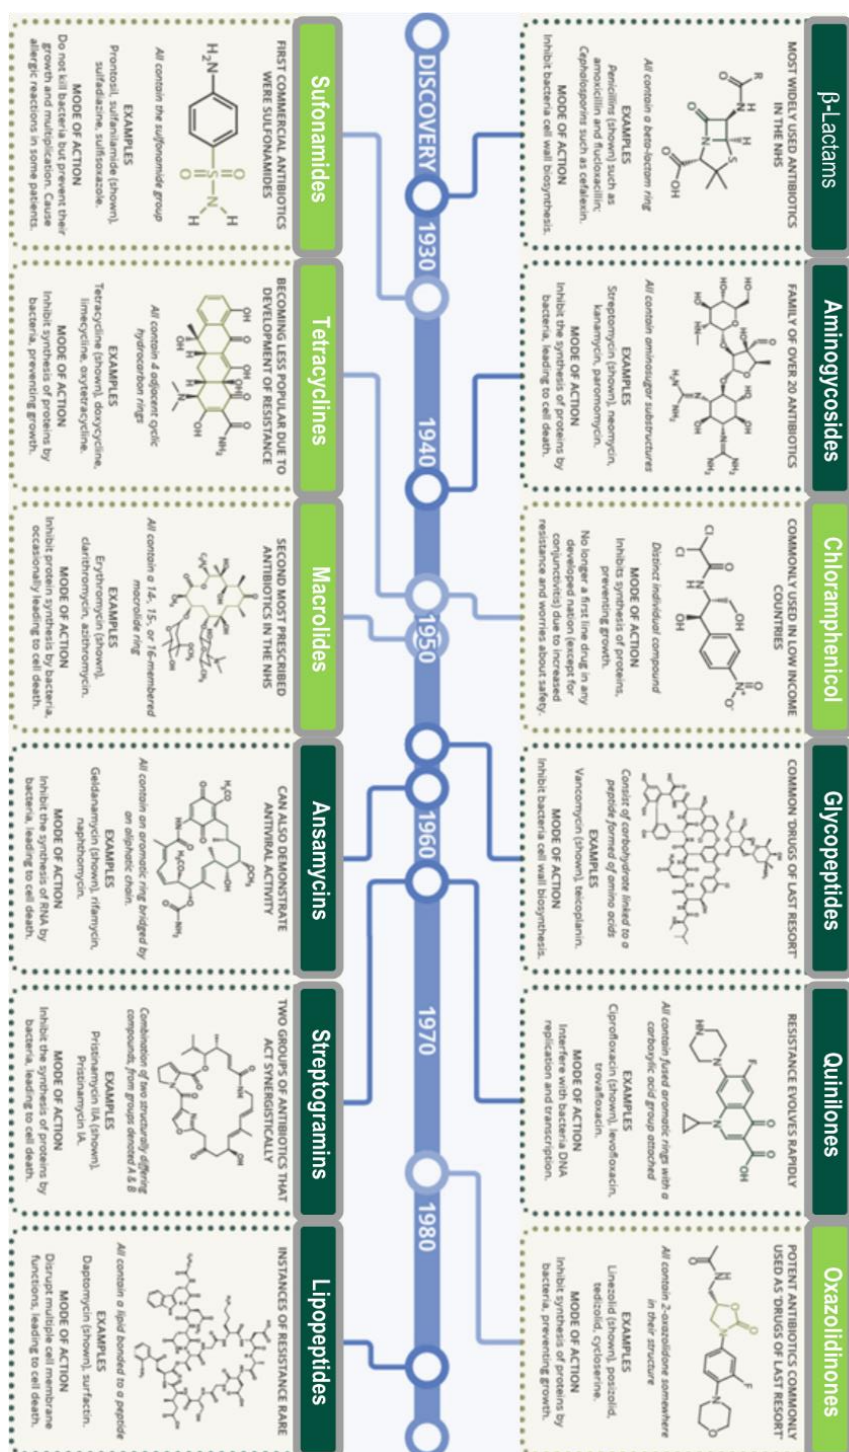 β-Lactams
MOST WIDELY USED ANTIBIOTICS
IN THE NHS
R
O
N
H
H
S
O
N
O
OH
All contain a beta-lactam ring
EXAMPLES
Penicillins (shown) such as
amoxicillin and flucloxacillin;
Cephalosporins such as cefalexin.
MODE OF ACTION
Inhibit bacteria cell wall biosynthesis.
Aminogycosides
FAMILY OF OVER 20 ANTIBIOTICS
All contain aminosugar substructures
EXAMPLES
Streptomycin (shown), neomycin,
kanamycin, paromomycin.
MODE OF ACTION
Inhibit the synthesis of proteins by
bacteria, leading to cell death.
Chloramphenicol
COMMONLY USED IN LOW INCOME
COUNTRIES
Distinct individual compound
MODE OF ACTION
Inhibits synthesis of proteins,
preventing growth.
No longer a first line drug in any
developed nation (except for
conjunctivitis) due to increased
resistance and worries about safety.
Glycopeptides
COMMON 'DRUGS OF LAST RESORT'
Consist of carbohydrate linked to a
peptide formed of amino acids
EXAMPLES
Vancomycin (shown), teicoplanin.
MODE OF ACTION
Inhibit bacteria cell wall biosynthesis.
Quinilones
RESISTANCE EVOLVES RAPIDLY
All contain fused aromatic rings with a
carboxylic acid group attached
EXAMPLES
Ciprofloxacin (shown), levofloxacin,
trovafloxacin.
MODE OF ACTION
Interfere with bacteria DNA
replication and transcription.
Oxazolidinones
POTENT ANTIBIOTICS COMMONLY
USED AS 'DRUGS OF LAST RESORT'
All contain 2-oxazolidone somewhere
in their structure
EXAMPLES
Linezolid (shown), posizolid,
tedizolid, cycloserine.
MODE OF ACTION
Inhibit synthesis of proteins by
bacteria, preventing growth.
DISCOVERY
1930
1940
1950
1960
1970
1980
Sufonamides
FIRST COMMERCIAL ANTIBIOTICS
WERE SULFONAMIDES
H₂N
O
S
O
N
H
H
All contain the sulfonamide group
EXAMPLES
Prontosil, sulfanilamide (shown),
sulfadiazine, sulfisoxazole.
MODE OF ACTION
Do not kill bacteria but prevent their
growth and multiplication. Cause
allergic reactions in some patients.
Tetracyclines
BECOMING LESS POPULAR DUE TO
DEVELOPMENT OF RESISTANCE
All contain 4 adjacent cyclic
hydrocarbon rings
EXAMPLES
Tetracycline (shown), doxycycline,
limecycline, oxytetracycline.
MODE OF ACTION
Inhibit synthesis of proteins by
bacteria, preventing growth.
Macrolides
SECOND MOST PRESCRIBED
ANTIBIOTICS IN THE NHS
All contain a 14-, 15-, or 16-membered
macrolide ring
EXAMPLES
Erythromycin (shown),
clarithromycin, azithromycin.
MODE OF ACTION
Inhibit protein synthesis by bacteria,
occasionally leading to cell death.
Ansamycins
CAN ALSO DEMONSTRATE
ANTIVIRAL ACTIVITY
All contain an aromatic ring bridged by
an aliphatic chain.
EXAMPLES
Geldanamycin (shown), rifamycin,
naphthomycin.
MODE OF ACTION
Inhibit the synthesis of RNA by
bacteria, leading to cell death.
Streptogramins
TWO GROUPS OF ANTIBIOTICS THAT
ACT SYNERGISTICALLY
Combination of two structurally differing
compounds, from groups denoted A & B
EXAMPLES
Pristinamycin IIA (shown),
Pristinamycin IA.
MODE OF ACTION
Inhibit the synthesis of proteins by
bacteria, leading to cell death.
Lipopeptides
INSTANCES OF RESISTANCE RARE
All contain a lipid bonded to a peptide
EXAMPLES
Daptomycin (shown), surfactin.
MODE OF ACTION
Disrupt multiple cell membrane
functions, leading to cell death.